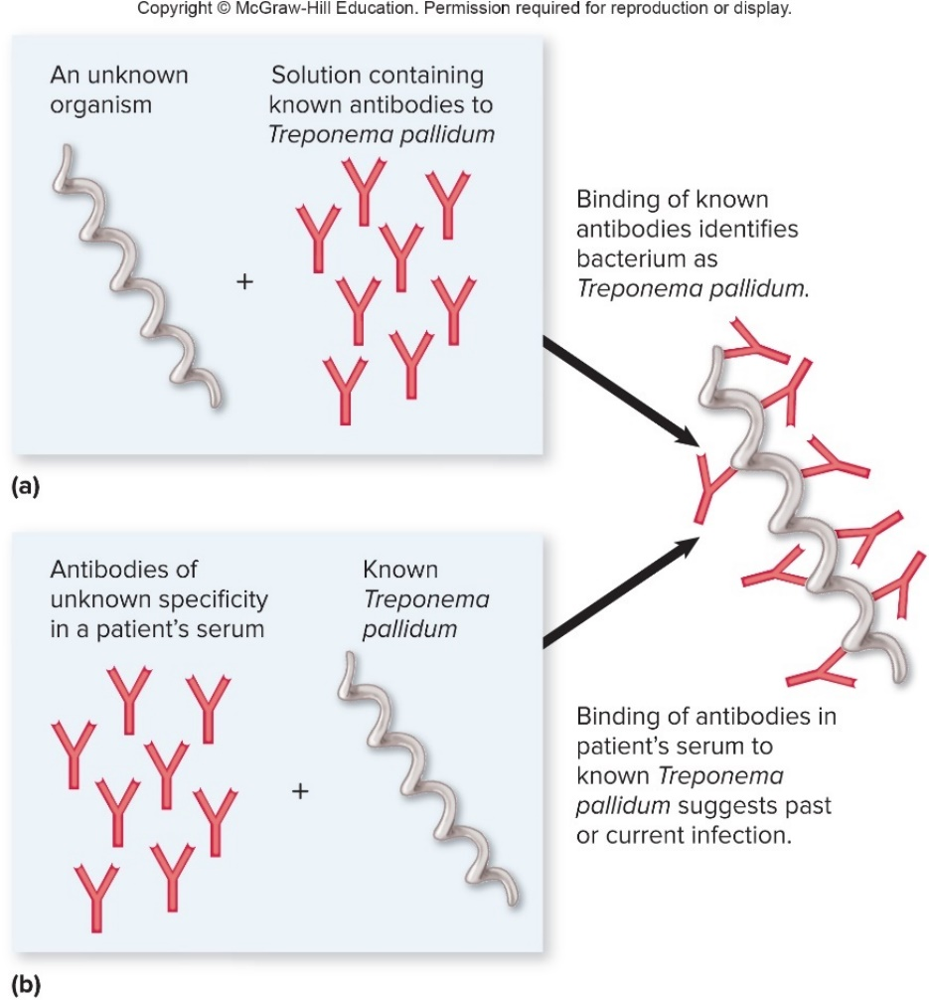 Copyright © McGraw-Hill Education. Permission required for reproduction or display.
An unknown
organism
Solution containing
known antibodies to
Treponema pallidum
+
Binding of known
antibodies identifies
bacterium as
Treponema pallidum.
(a)
Antibodies of
unknown specificity
in a patient's serum
Known
Treponema
pallidum
+
Binding of antibodies in
patient's serum to
known Treponema
pallidum suggests past
or current infection.
(b)